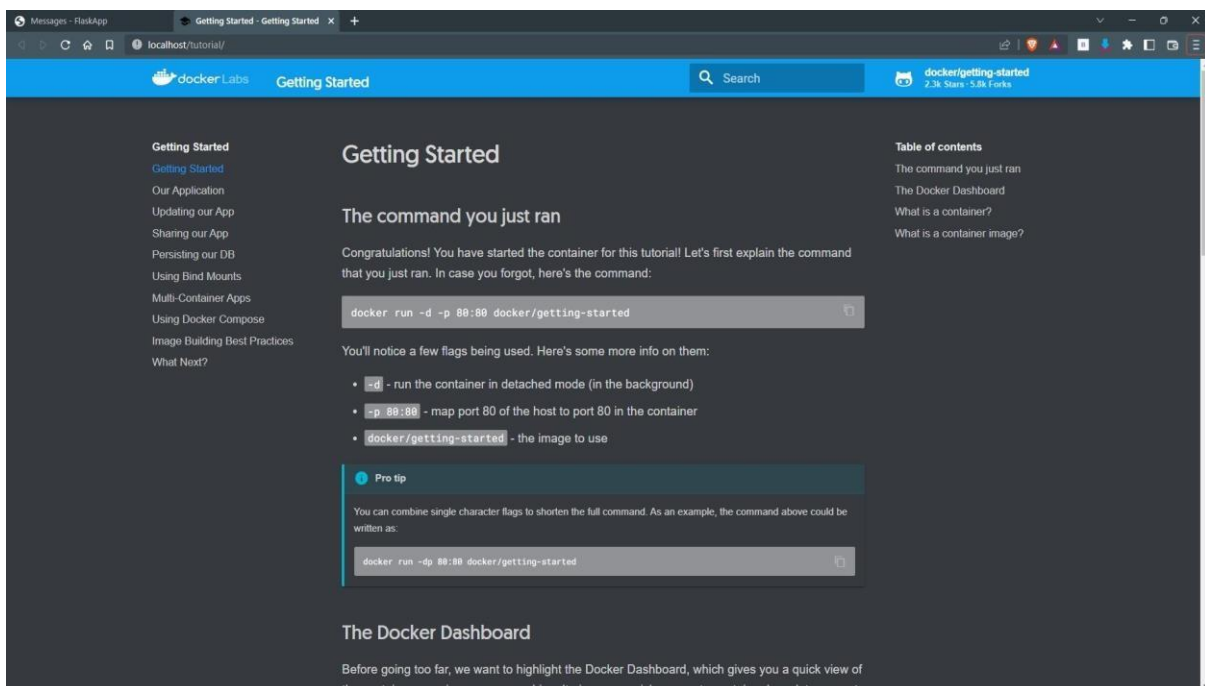 Messages - FlaskApp
Getting Started - Getting Started
localhost/tutorial/
docker Labs
Getting Started
Search
docker/getting-started
2.3k Stars · 5.8k Forks
Getting Started
Getting Started
Our Application
Updating our App
Sharing our App
Persisting our DB
Using Bind Mounts
Multi-Container Apps
Using Docker Compose
Image Building Best Practices
What Next?
Getting Started
The command you just ran
Congratulations! You have started the container for this tutorial! Let's first explain the command
that you just ran. In case you forgot, here's the command:
docker run -d -p 80:80 docker/getting-started
You'll notice a few flags being used. Here's some more info on them:
• -d - run the container in detached mode (in the background)
• -p 80:80 - map port 80 of the host to port 80 in the container
• docker/getting-started - the image to use
Pro tip
You can combine single character flags to shorten the full command. As an example, the command above could be
written as:
docker run -dp 80:80 docker/getting-started
The Docker Dashboard
Before going too far, we want to highlight the Docker Dashboard, which gives you a quick view of
Table of contents
The command you just ran
The Docker Dashboard
What is a container?
What is a container image?